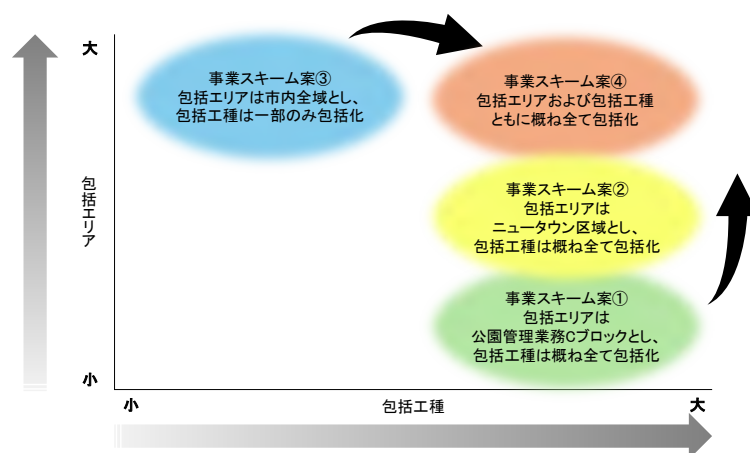 大
事業スキーム案③
包括エリアは市内全域とし、
包括工種は一部のみ包括化
事業スキーム案④
包括エリアおよび包括工種
ともに概ね全て包括化
包括エリア
事業スキーム案②
包括エリアは
ニュータウン区域とし、
包括工種は概ね全て包括化
事業スキーム案①
包括エリアは
公園管理業務Cブロックとし、
包括工種は概ね全て包括化
小
小
包括工種
大